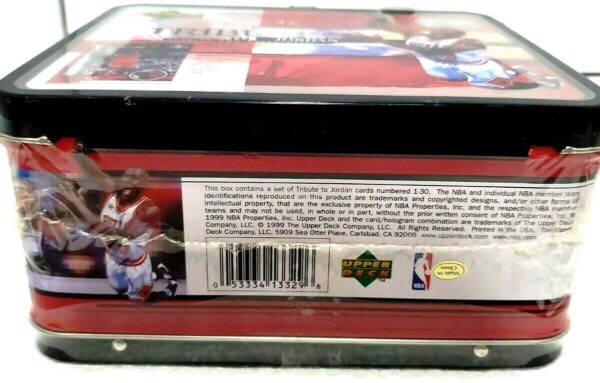 TRIBU
This box contains a set of Tribute to Jordan cards numbered 1-30. The NBA and individual NBA member team
identifications reproduced on this product are trademarks and copyrighted designs, and/or other forms of
intellectual property, that are the exclusive property of NBA Properties, Inc. and the respective NBA member
teams and may not be used, in whole or in part, without the prior written consent of NBA Properties, Inc. ©
1999 NBA Properties, Inc. Upper Deck and the card/hologram combination are trademarks of The Upper Deck
Company, LLC. © 1999 The Upper Deck Company, LLC. All Rights Reserved. Printed in the USA. The Upper
Deck Company, LLC, 5909 Sea Otter Place, Carlsbad, CA 92008 www.upperdeck.com www.nba.com
0 53334 13329 6
UPPER
DECK
TM
NBA
Made in
China